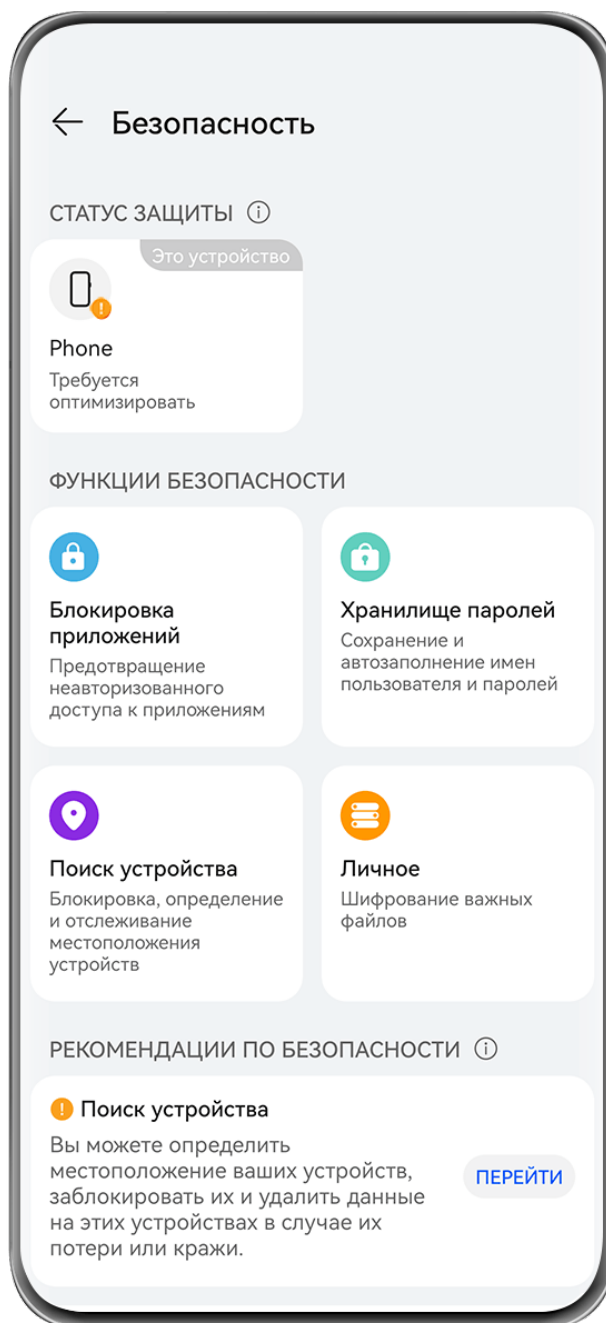 Безопасность
СТАТУС ЗАЩИТЫ
Это устройство
Phone
Требуется
оптимизировать
ФУНКЦИИ БЕЗОПАСНОСТИ
Блокировка
приложений
Предотвращение
неавторизованного
доступа к приложениям
Хранилище паролей
Сохранение и
автозаполнение имен
пользователя и паролей
Поиск устройства
Блокировка, определение
и отслеживание
местоположения
устройств
Личное
Шифрование важных
файлов
РЕКОМЕНДАЦИИ ПО БЕЗОПАСНОСТИ
Поиск устройства
Вы можете определить
местоположение ваших устройств,
заблокировать их и удалить данные
на этих устройствах в случае их
потери или кражи.
ПЕРЕЙТИ